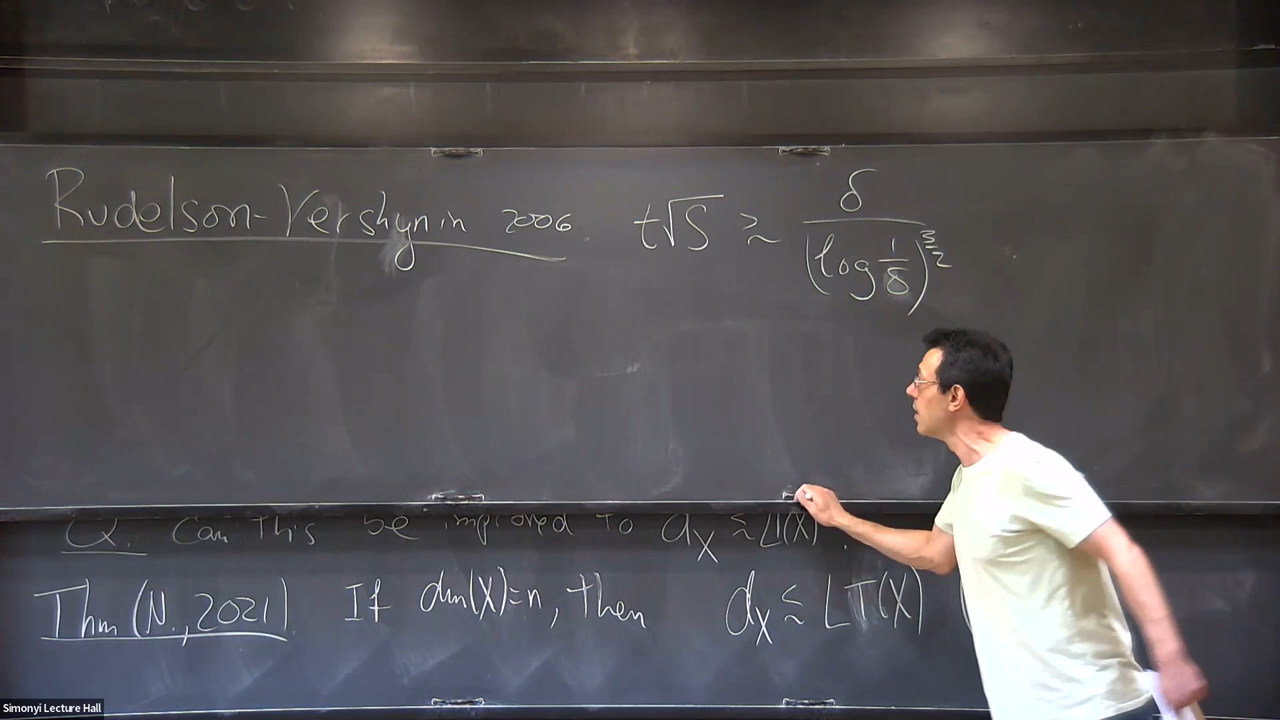 Rudelson-Vershynin 2006. t√S ≳ δ/(log 1/δ)^{3/2}
Q. Can this be improved to d_X ≲ LT(X).
Thm (N., 2021) If dim(X)=n, then d_X ≲ LT(X)
Simonyi Lecture Hall